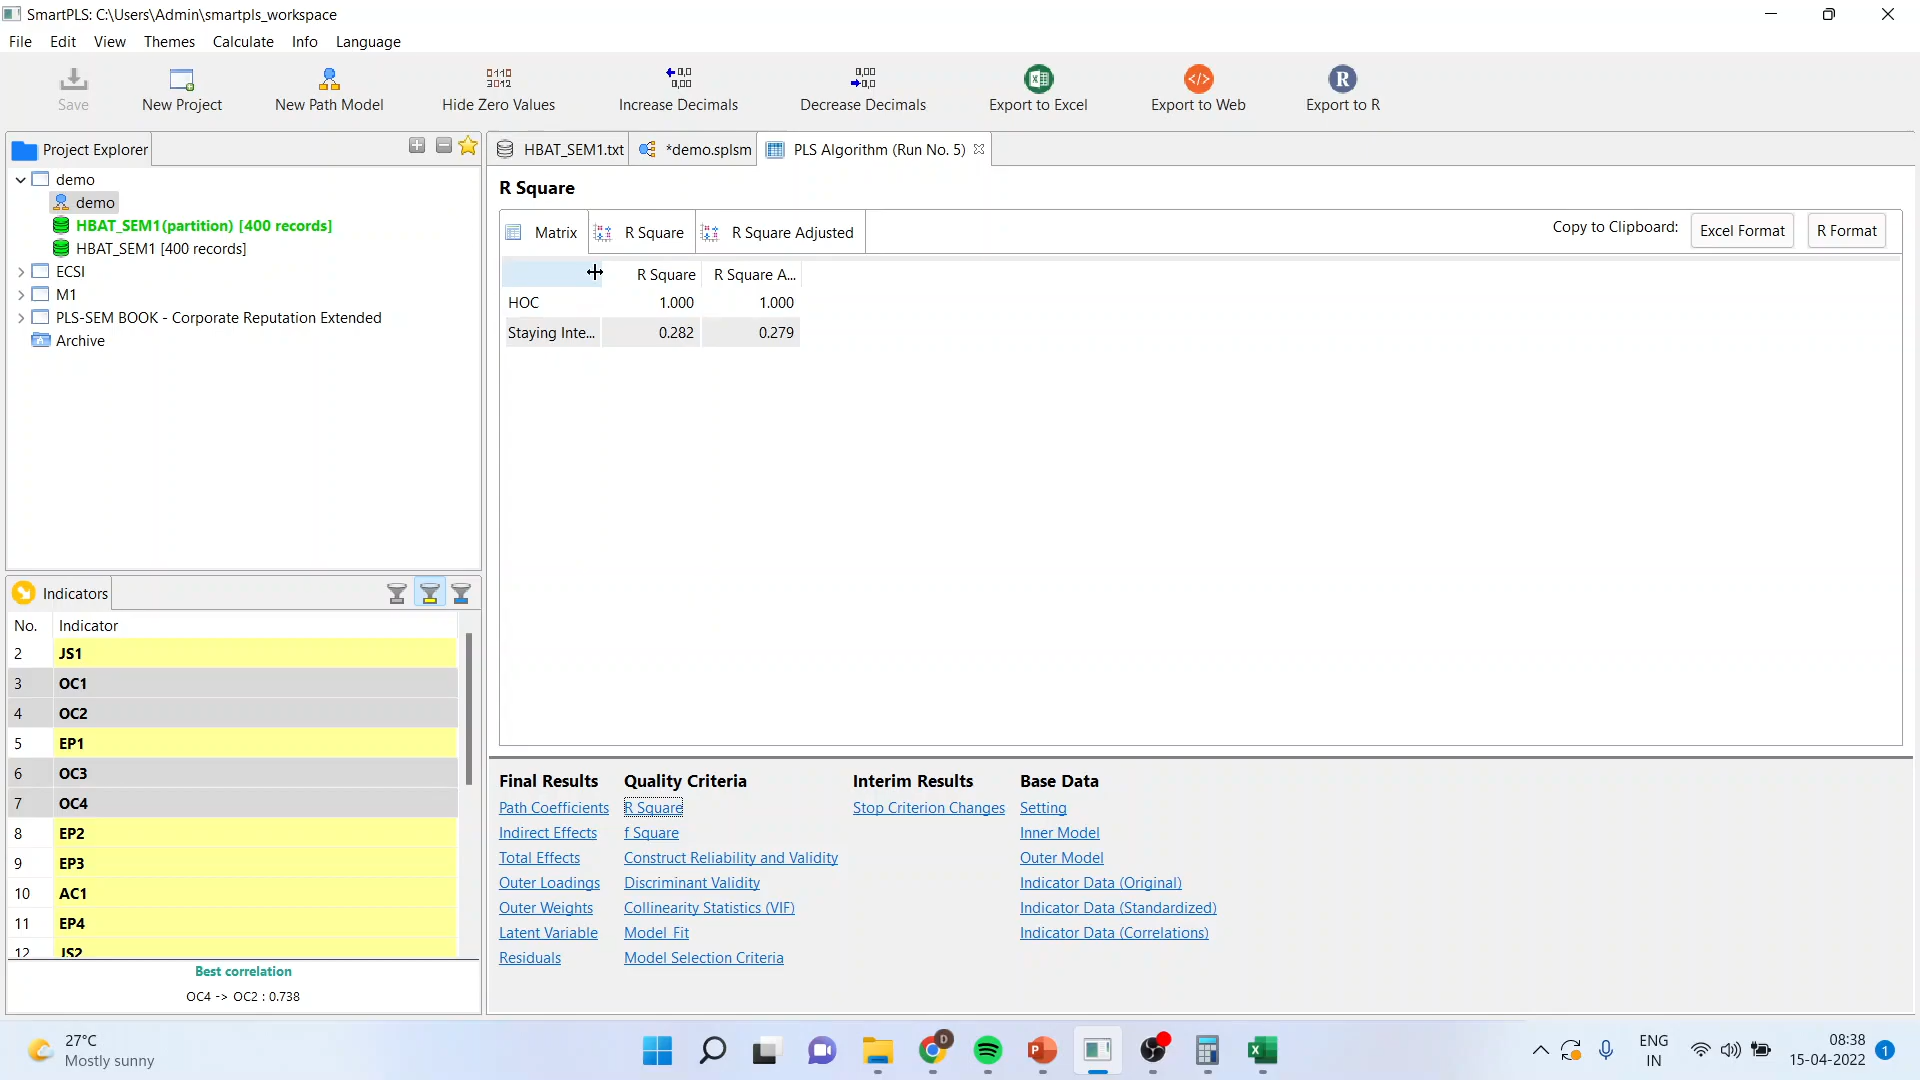 SmartPLS: C:\Users\Admin\smartpls_workspace
File Edit View Themes Calculate Info Language
Save New Project New Path Model Hide Zero Values Increase Decimals Decrease Decimals Export to Excel Export to Web Export to R
Project Explorer
demo
demo
HBAT_SEM1(partition) [400 records]
HBAT_SEM1 [400 records]
ECSI
M1
PLS-SEM BOOK - Corporate Reputation Extended
Archive
HBAT_SEM1.txt *demo.splsm PLS Algorithm (Run No. 5)
R Square
Matrix R Square R Square Adjusted
Copy to Clipboard: Excel Format R Format
R Square R Square A...
HOC 1.000 1.000
Staying Inte... 0.282 0.279
Indicators
No. Indicator
2 JS1
3 OC1
4 OC2
5 EP1
6 OC3
7 OC4
8 EP2
9 EP3
10 AC1
11 EP4
12 JS2
Best correlation
OC4 -> OC2 : 0.738
Final Results Quality Criteria Interim Results Base Data
Path Coefficients R Square Stop Criterion Changes Setting
Indirect Effects f Square Inner Model
Total Effects Construct Reliability and Validity Outer Model
Outer Loadings Discriminant Validity Indicator Data (Original)
Outer Weights Collinearity Statistics (VIF) Indicator Data (Standardized)
Latent Variable Model_Fit Indicator Data (Correlations)
Residuals Model Selection Criteria
27°C
Mostly sunny
ENG
IN
08:38
15-04-2022
1